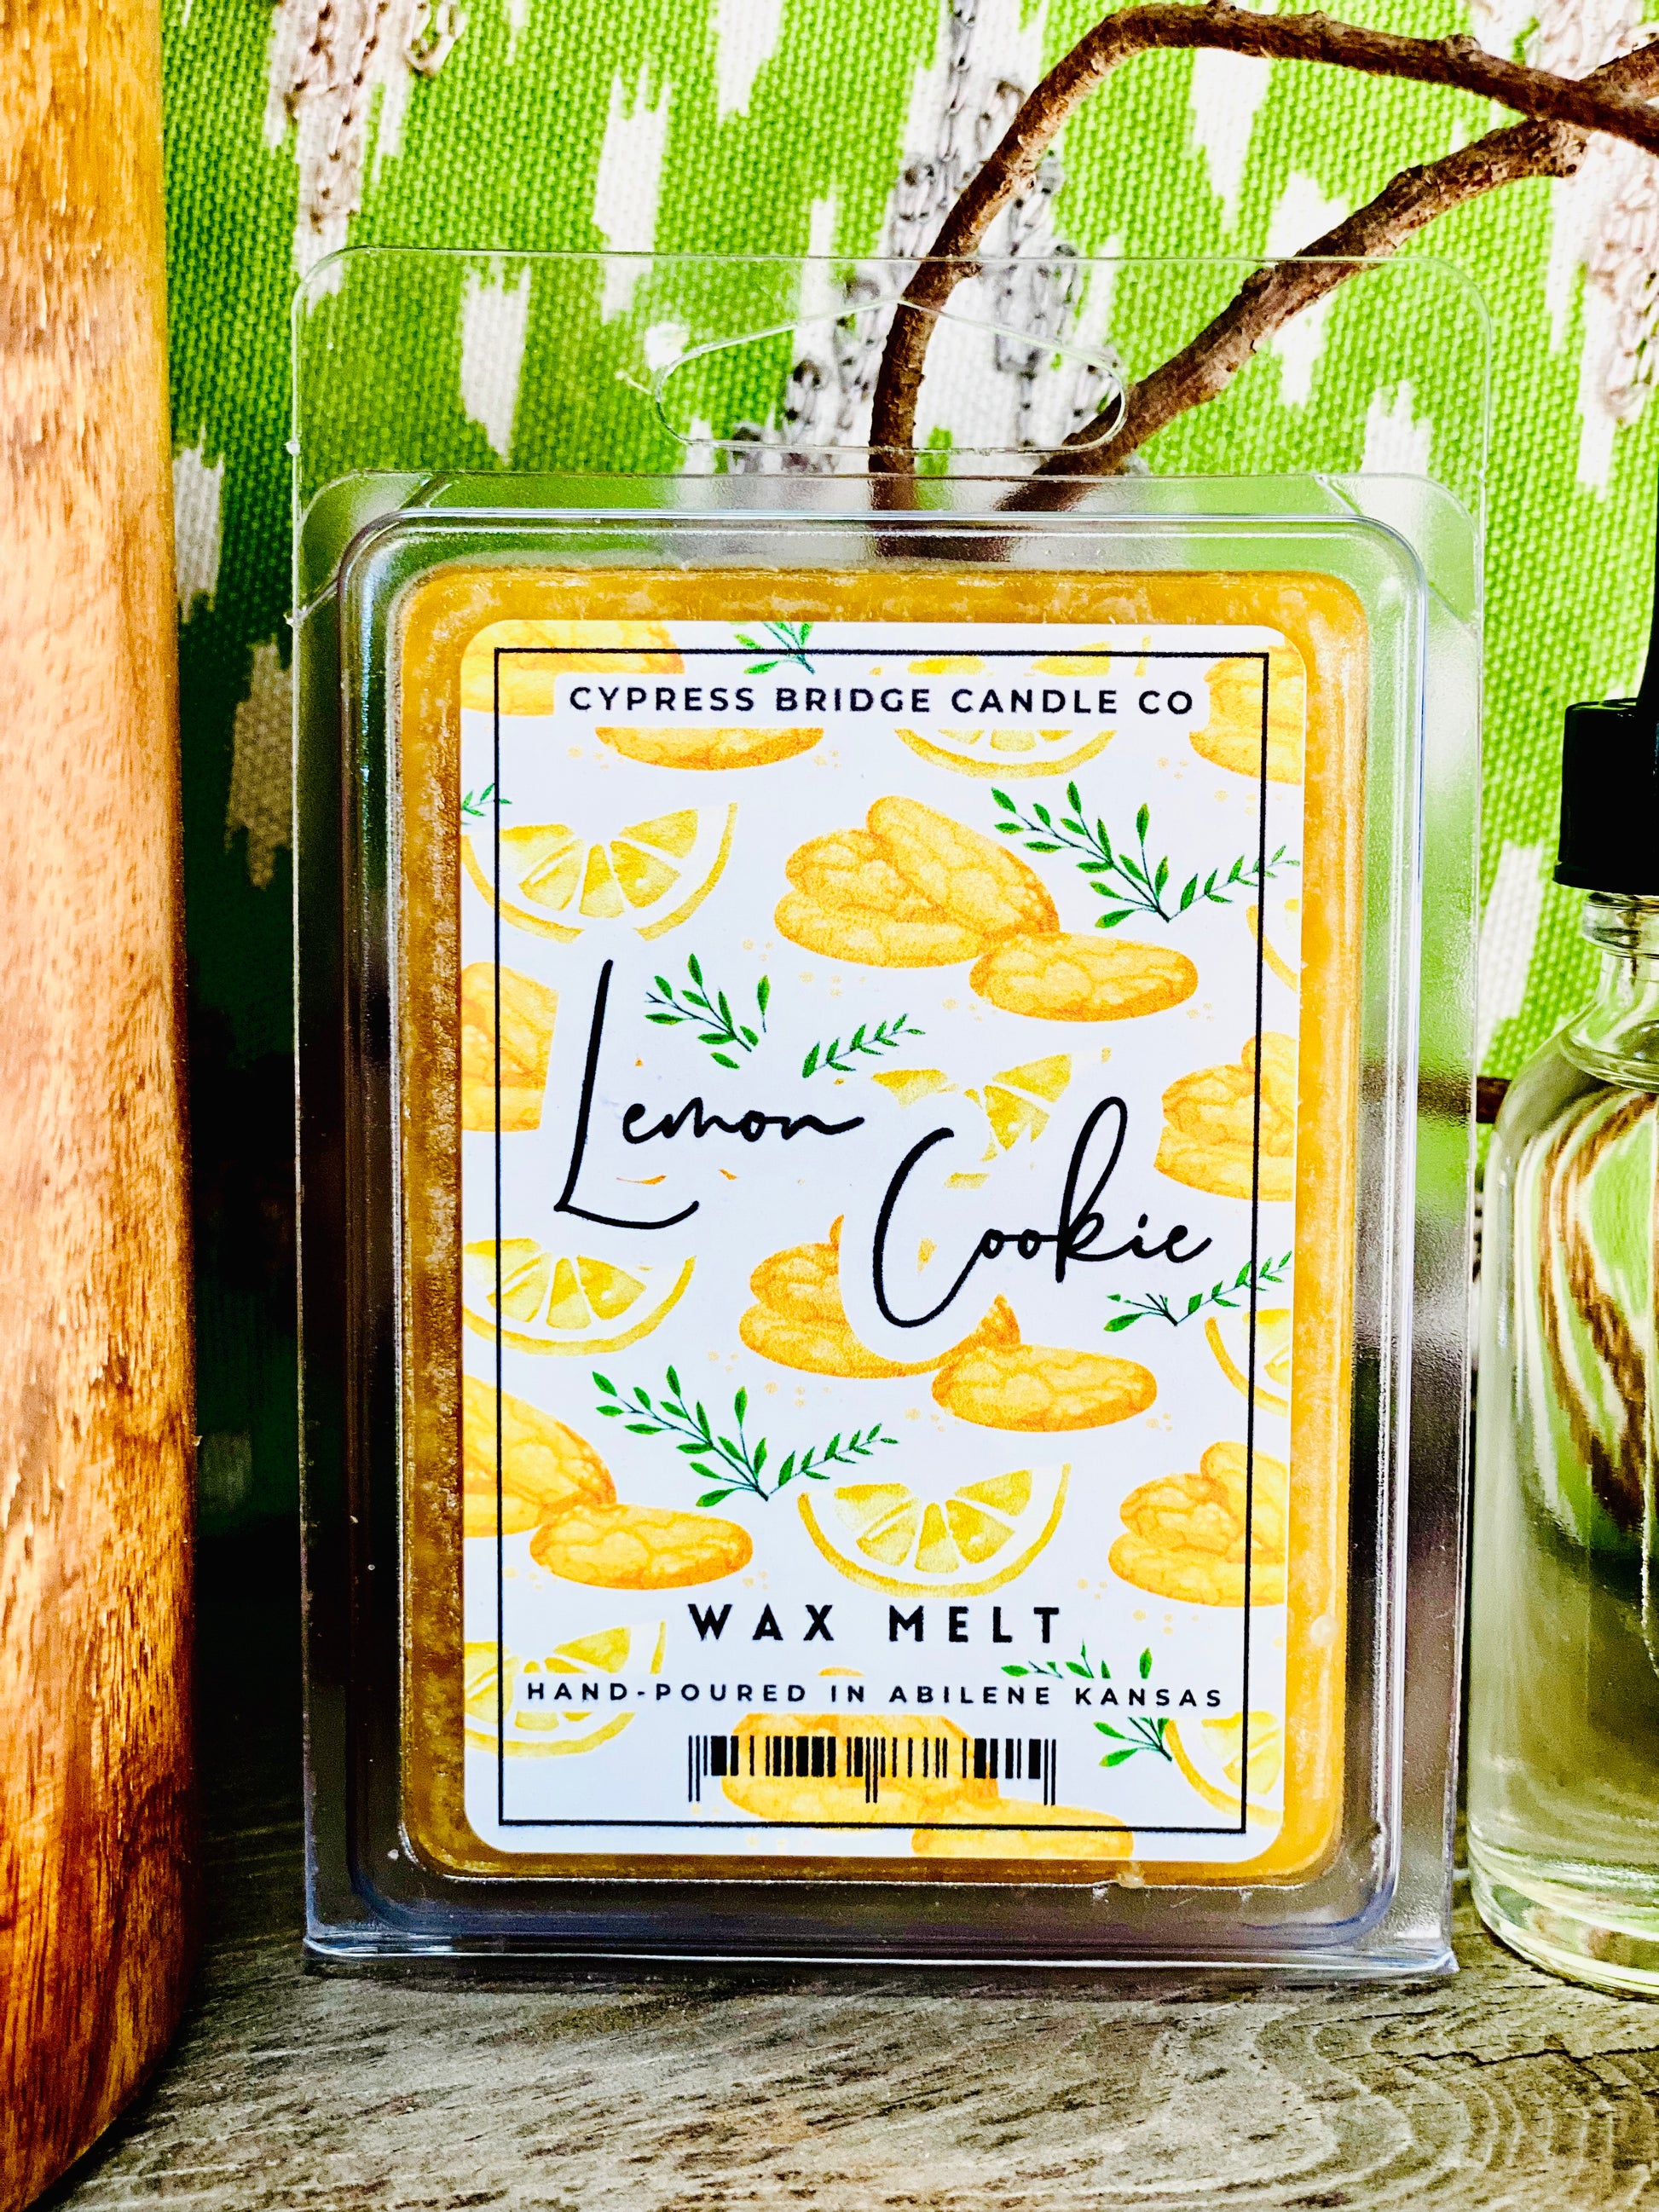 CYPRESS BRIDGE CANDLE CO
Lemon
Cookie
WAX MELT
HAND-POURED IN ABILENE KANSAS